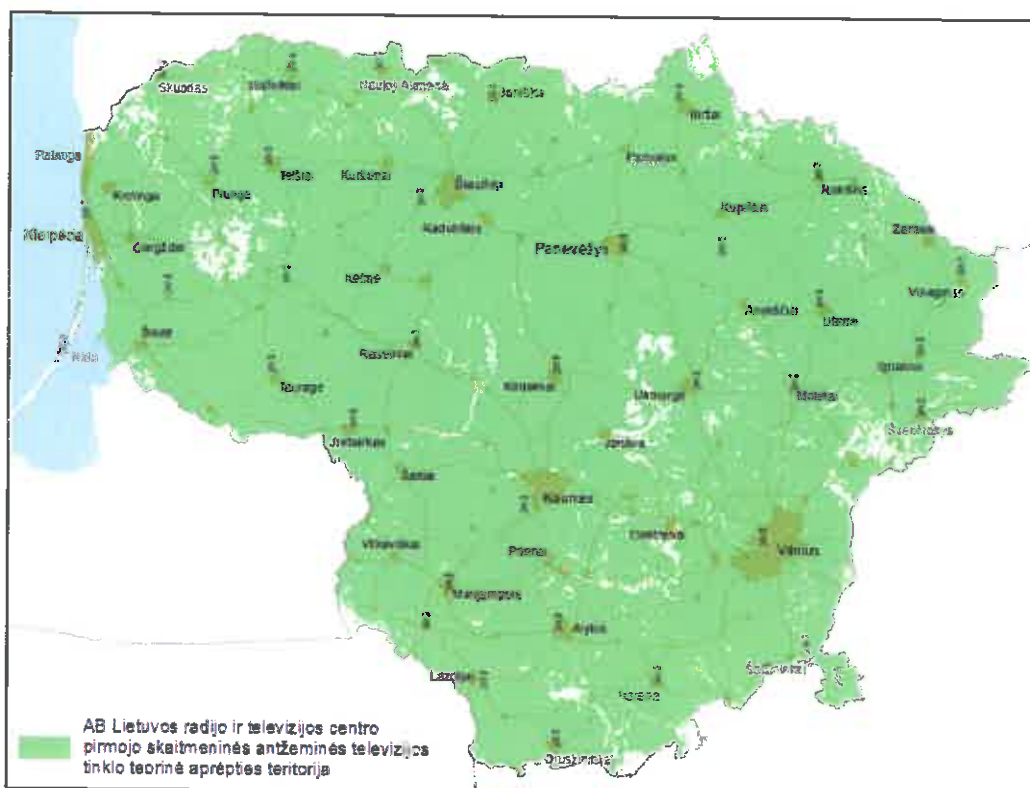 Skuodas
Mažeikiai
Naujoji Akmenė
Joniškis
Biržai
Palanga
Kretinga
Plungė
Telšiai
Kuršėnai
Šiauliai
Pasvalys
Rokiškis
Kupiškis
Zarasai
Klaipėda
Gargždai
Radviliškis
Panevėžys
Kelmė
Visaginas
Anykščiai
Utena
Šilutė
Nida
Raseiniai
Ignalina
Tauragė
Kėdainiai
Ukmergė
Molėtai
Švenčionys
Jurbarkas
Jonava
Šakiai
Kaunas
Vilkaviškis
Prienai
Elektrėnai
Vilnius
Marijampolė
Alytus
Lazdijai
Varėna
Šalčininkai
Druskininkai
AB Lietuvos radijo ir televizijos centro
pirmojo skaitmeninės antžeminės televizijos
tinklo teorinė aprėpties teritorija